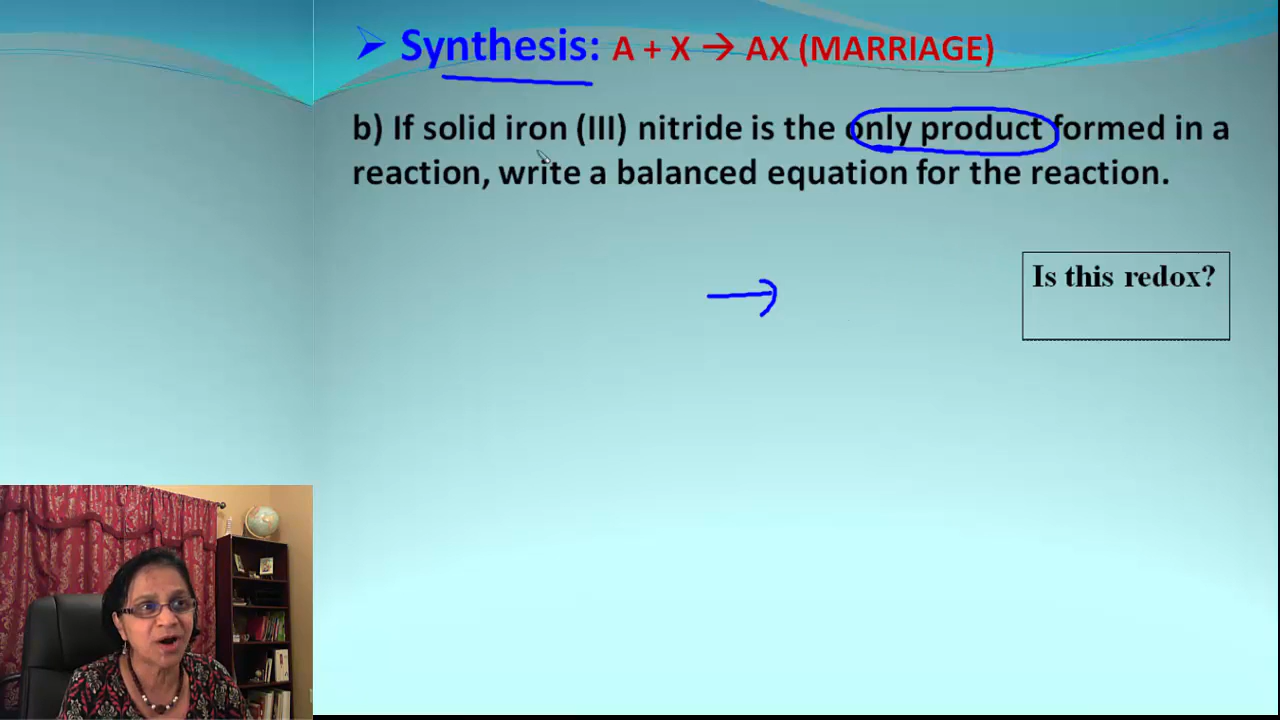 Synthesis: A + X → AX (MARRIAGE)
b) If solid iron (III) nitride is the only product formed in a
reaction, write a balanced equation for the reaction.
→
Is this redox?